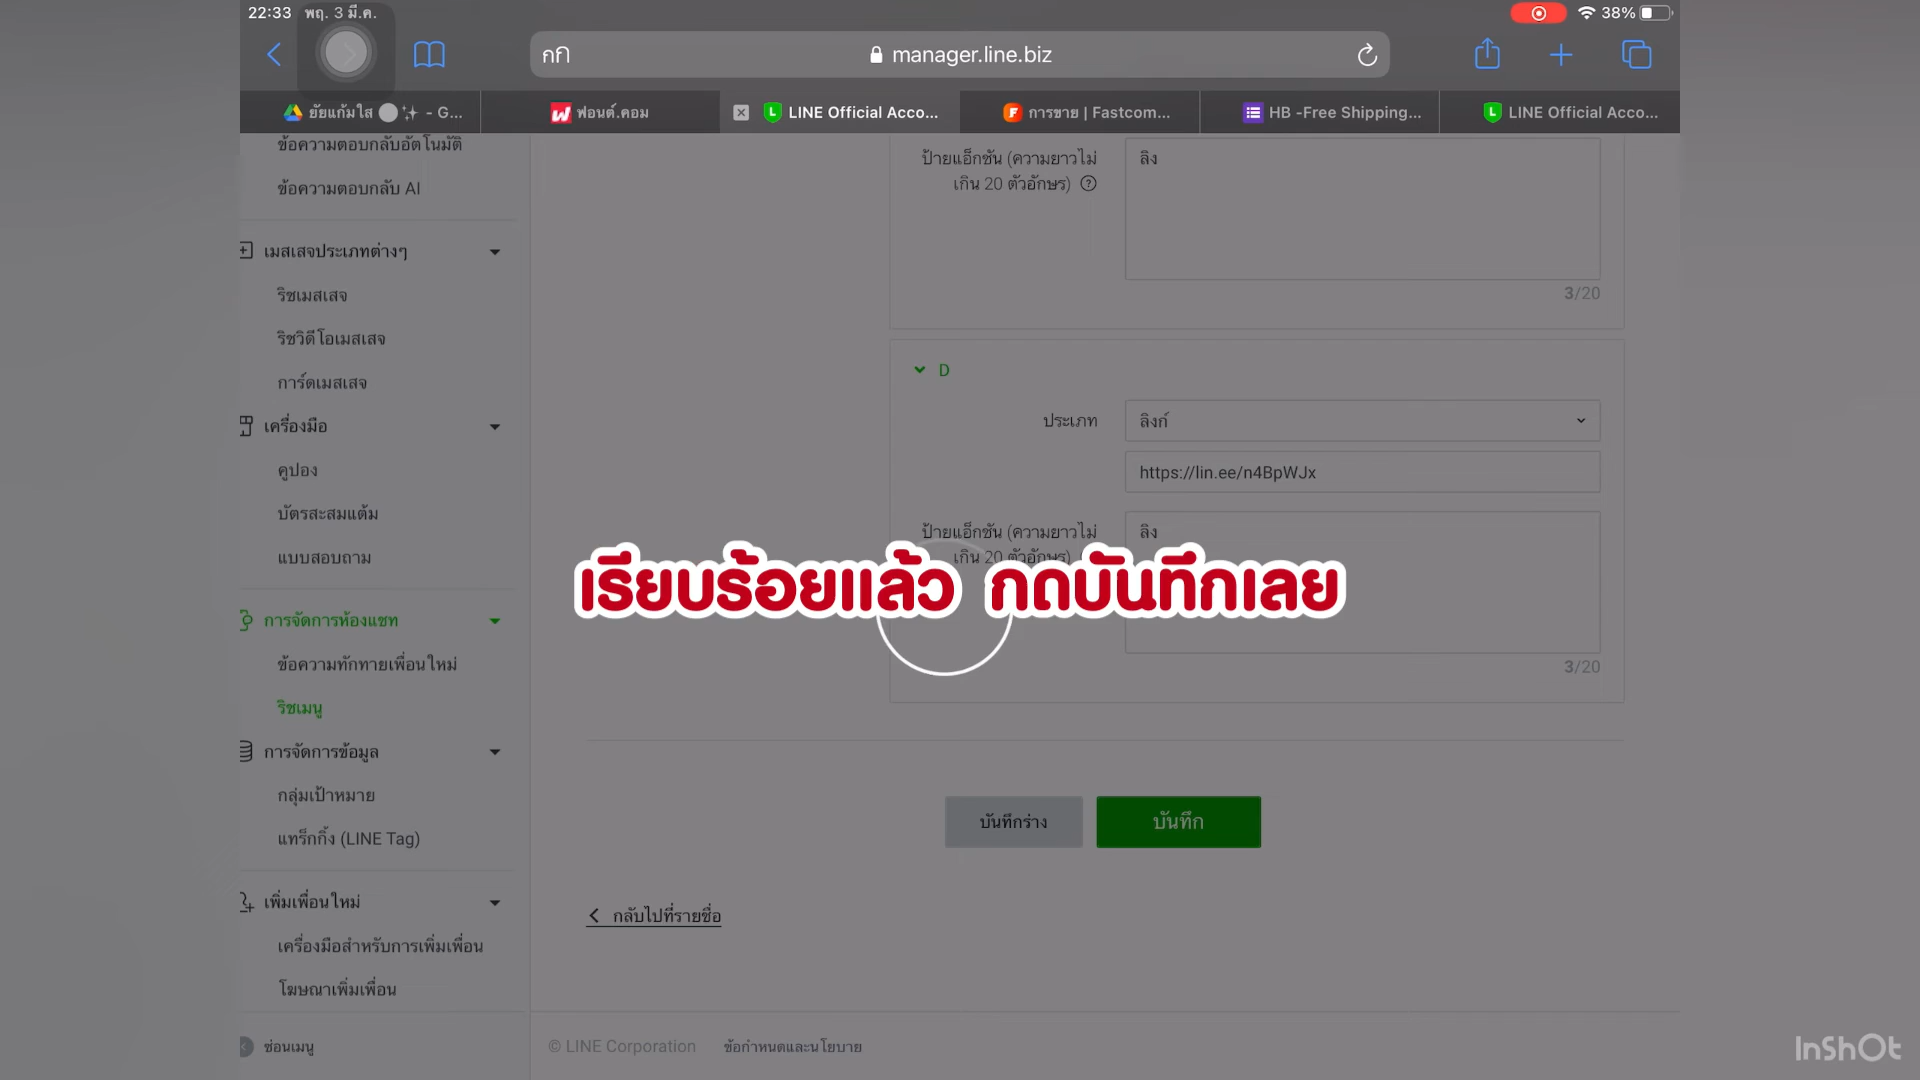 22:33 พฤ. 3 มี.ค.
38%
กกิ
manager.line.biz
ยัยแก้มใส - G...
ฟอนต์.คอม
LINE Official Acco...
การขาย | Fastcom...
HB -Free Shipping...
LINE Official Acco...
ข้อความตอบกลับอัตโนมัติ
ข้อความตอบกลับ AI
เมสเสจประเภทต่างๆ
ริชเมสเสจ
ริชวิดีโอเมสเสจ
การ์ดเมสเสจ
เครื่องมือ
คูปอง
บัตรสะสมแต้ม
แบบสอบถาม
การจัดการห้องแชท
ข้อความทักทายเพื่อนใหม่
ริชเมนู
การจัดการข้อมูล
กลุ่มเป้าหมาย
แทร็กกิ้ง (LINE Tag)
เพิ่มเพื่อนใหม่
เครื่องมือสำหรับการเพิ่มเพื่อน
โฆษณาเพิ่มเพื่อน
ซ่อนเมนู
ป้ายแอ็กชัน (ความยาวไม่
เกิน 20 ตัวอักษร)
ลิง
3/20
D
ประเภท
ลิงก์
https://lin.ee/n4BpWJx
ป้ายแอ็กชัน (ความยาวไม่
เกิน 20 ตัวอักษร)
ลิง
เรียบร้อยแล้ว กดบันทึกเลย
3/20
บันทึกร่าง
บันทึก
กลับไปที่รายชื่อ
© LINE Corporation ข้อกำหนดและนโยบาย
InShOt